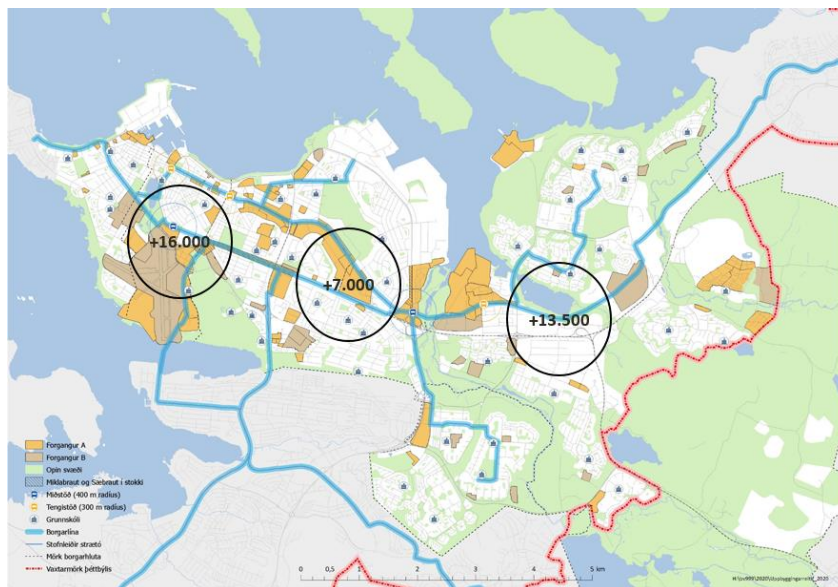 +16.000
+7.000
+13.500
Forgangur A
Forgangur B
Opin svæði
Miklabraut og Sæbraut í stokki
Miðstöð (400 m radíus)
Tengistöð (300 m radíus)
Grunnskóli
Borgarlína
Stofnleiðir strætó
Mörk borgarhluta
Vaxtarmörk þéttbýlis
0 0,5 1 2 3 4 5 km